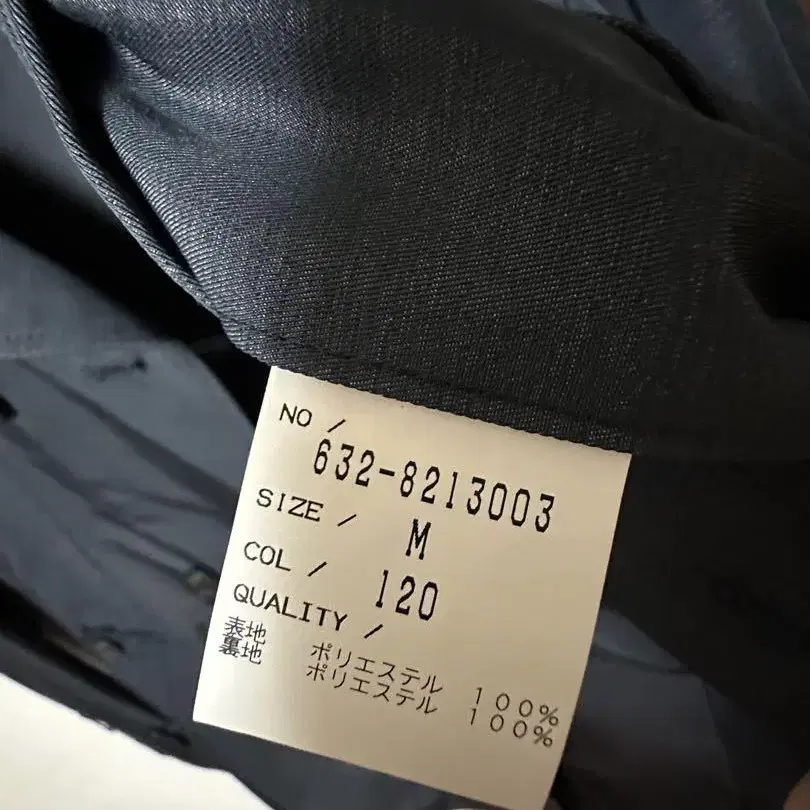 NO /
632-8213003
SIZE / M
COL / 120
QUALITY /
表地 ポリエステル 100%
裏地 ポリエステル 100%